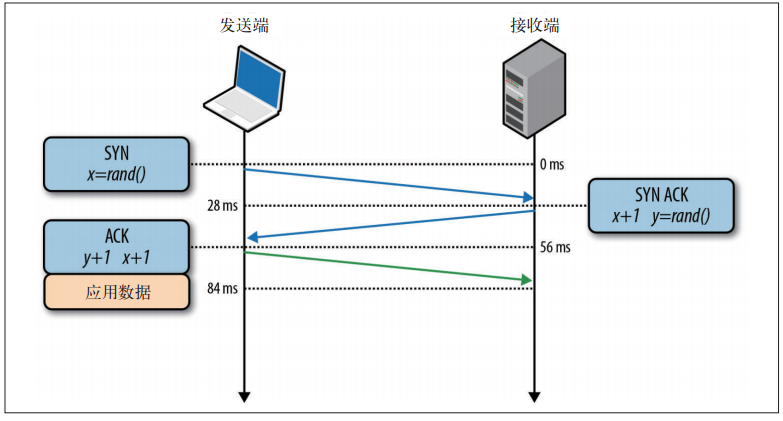 发送端
接收端
SYN
x=rand()
0 ms
28 ms
SYN ACK
x+1 y=rand()
ACK
y+1 x+1
56 ms
应用数据
84 ms